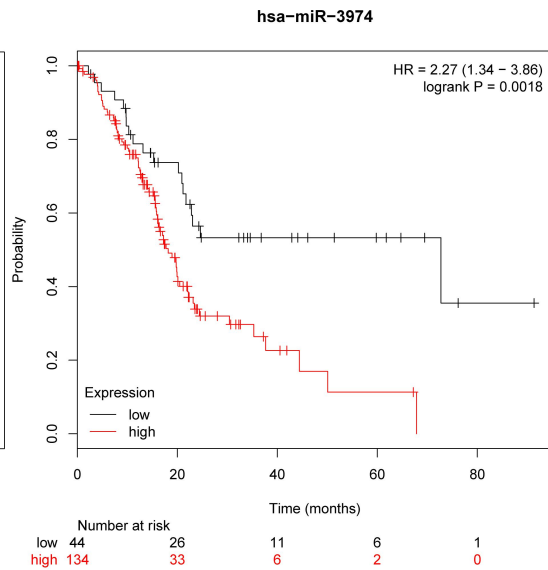 hsa−miR−3974
HR = 2.27 (1.34 − 3.86)
logrank P = 0.0018
1.0
0.8
0.6
0.4
0.2
0.0
Probability
Expression
low
high
0 20 40 60 80
Time (months)
Number at risk
low 44 26 11 6 1
high 134 33 6 2 0